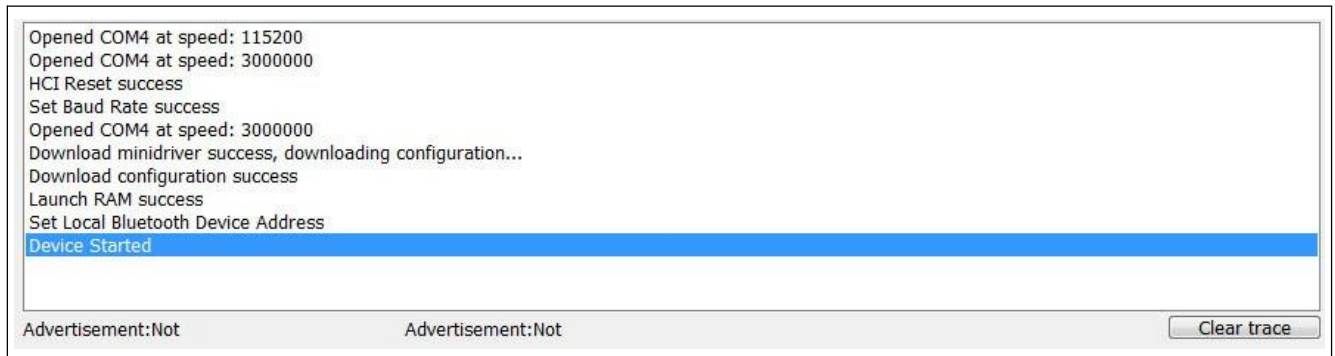 Opened COM4 at speed: 115200
Opened COM4 at speed: 3000000
HCI Reset success
Set Baud Rate success
Opened COM4 at speed: 3000000
Download minidriver success, downloading configuration...
Download configuration success
Launch RAM success
Set Local Bluetooth Device Address
Device Started
Advertisement:Not Advertisement:Not Clear trace